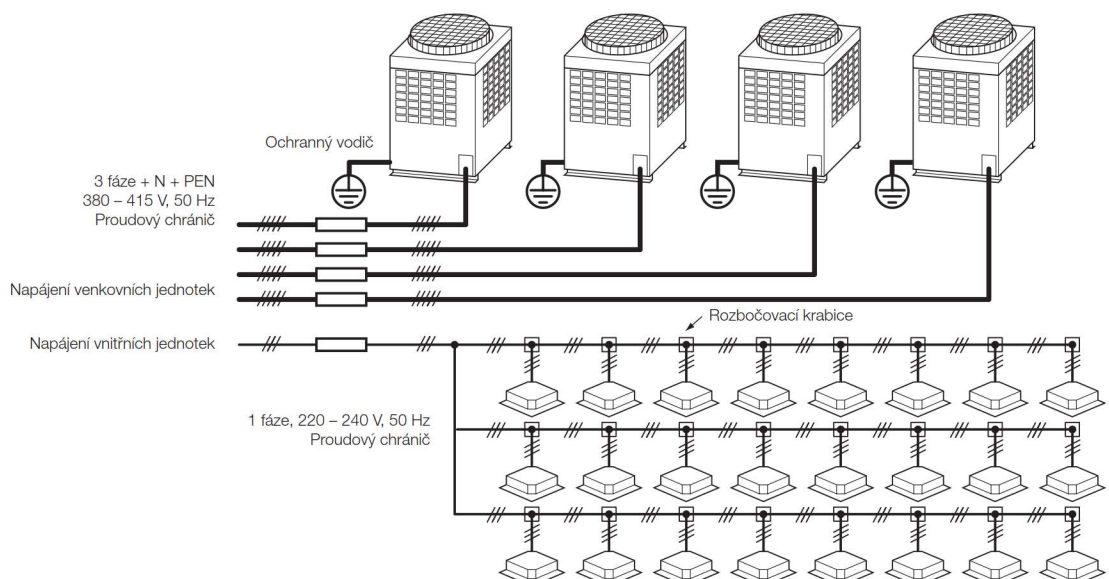 Ochranný vodič
3 fáze + N + PEN
380 – 415 V, 50 Hz
Proudový chránič
Napájení venkovních jednotek
Rozbočovací krabice
Napájení vnitřních jednotek
1 fáze, 220 – 240 V, 50 Hz
Proudový chránič